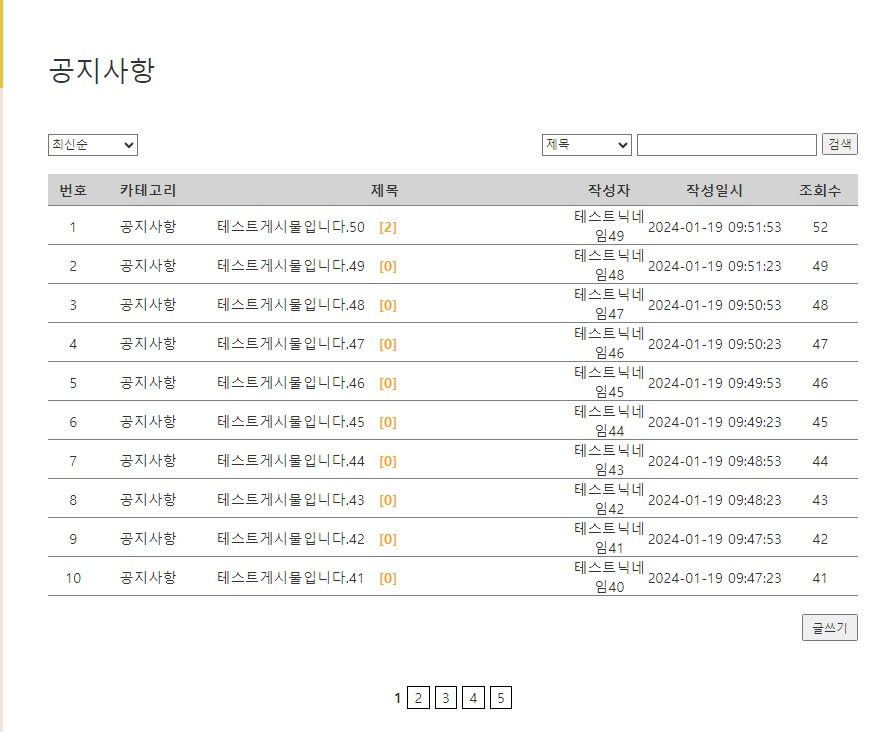 공지사항
최신순 제목 검색
번호 카테고리 제목 작성자 작성일시 조회수
1 공지사항 테스트게시물입니다.50 [2] 테스트닉네임49 2024-01-19 09:51:53 52
2 공지사항 테스트게시물입니다.49 [0] 테스트닉네임48 2024-01-19 09:51:23 49
3 공지사항 테스트게시물입니다.48 [0] 테스트닉네임47 2024-01-19 09:50:53 48
4 공지사항 테스트게시물입니다.47 [0] 테스트닉네임46 2024-01-19 09:50:23 47
5 공지사항 테스트게시물입니다.46 [0] 테스트닉네임45 2024-01-19 09:49:53 46
6 공지사항 테스트게시물입니다.45 [0] 테스트닉네임44 2024-01-19 09:49:23 45
7 공지사항 테스트게시물입니다.44 [0] 테스트닉네임43 2024-01-19 09:48:53 44
8 공지사항 테스트게시물입니다.43 [0] 테스트닉네임42 2024-01-19 09:48:23 43
9 공지사항 테스트게시물입니다.42 [0] 테스트닉네임41 2024-01-19 09:47:53 42
10 공지사항 테스트게시물입니다.41 [0] 테스트닉네임40 2024-01-19 09:47:23 41
글쓰기
1 2 3 4 5